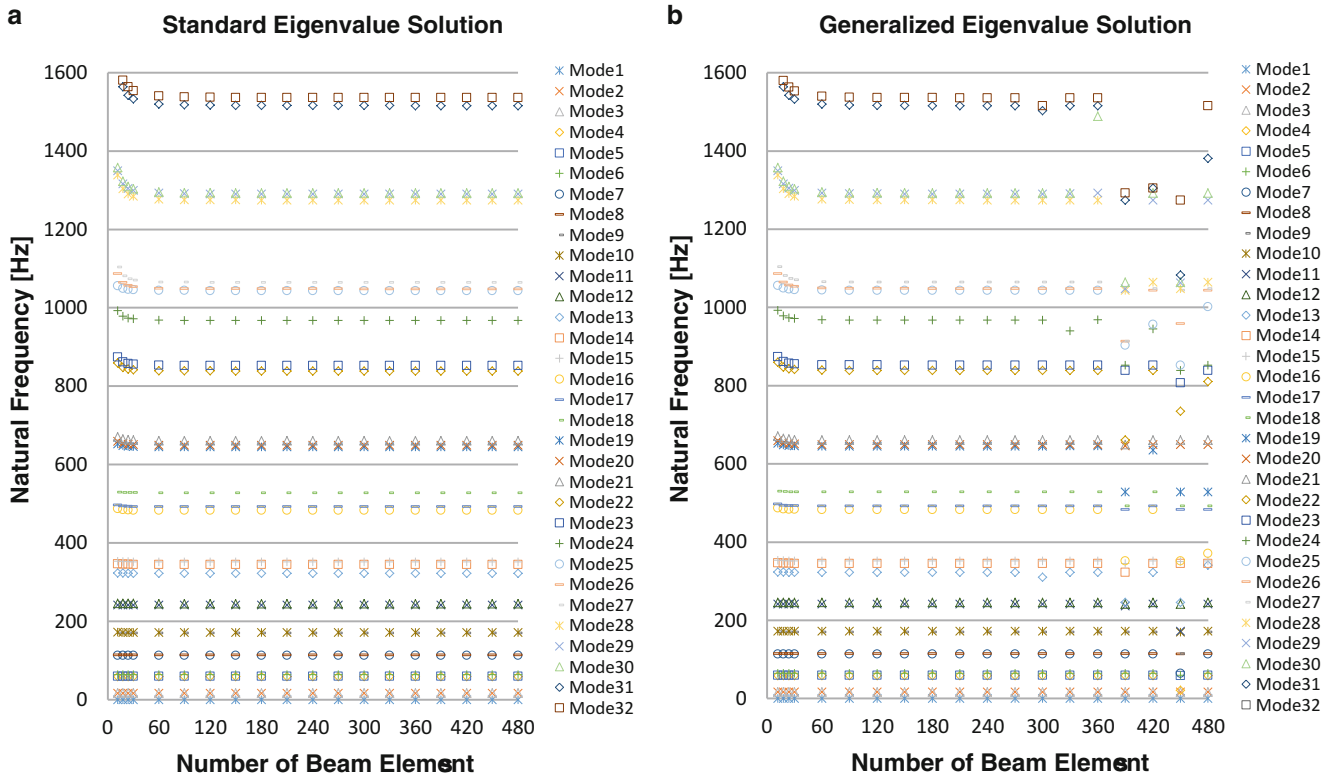 a
Standard Eigenvalue Solution
Natural Frequency [Hz]
1600
1400
1200
1000
800
600
400
200
0
0 60 120 180 240 300 360 420 480
Number of Beam Element
Mode1
Mode2
Mode3
Mode4
Mode5
Mode6
Mode7
Mode8
Mode9
Mode10
Mode11
Mode12
Mode13
Mode14
Mode15
Mode16
Mode17
Mode18
Mode19
Mode20
Mode21
Mode22
Mode23
Mode24
Mode25
Mode26
Mode27
Mode28
Mode29
Mode30
Mode31
Mode32
b
Generalized Eigenvalue Solution
Natural Frequency [Hz]
1600
1400
1200
1000
800
600
400
200
0
0 60 120 180 240 300 360 420 480
Number of Beam Element
Mode1
Mode2
Mode3
Mode4
Mode5
Mode6
Mode7
Mode8
Mode9
Mode10
Mode11
Mode12
Mode13
Mode14
Mode15
Mode16
Mode17
Mode18
Mode19
Mode20
Mode21
Mode22
Mode23
Mode24
Mode25
Mode26
Mode27
Mode28
Mode29
Mode30
Mode31
Mode32